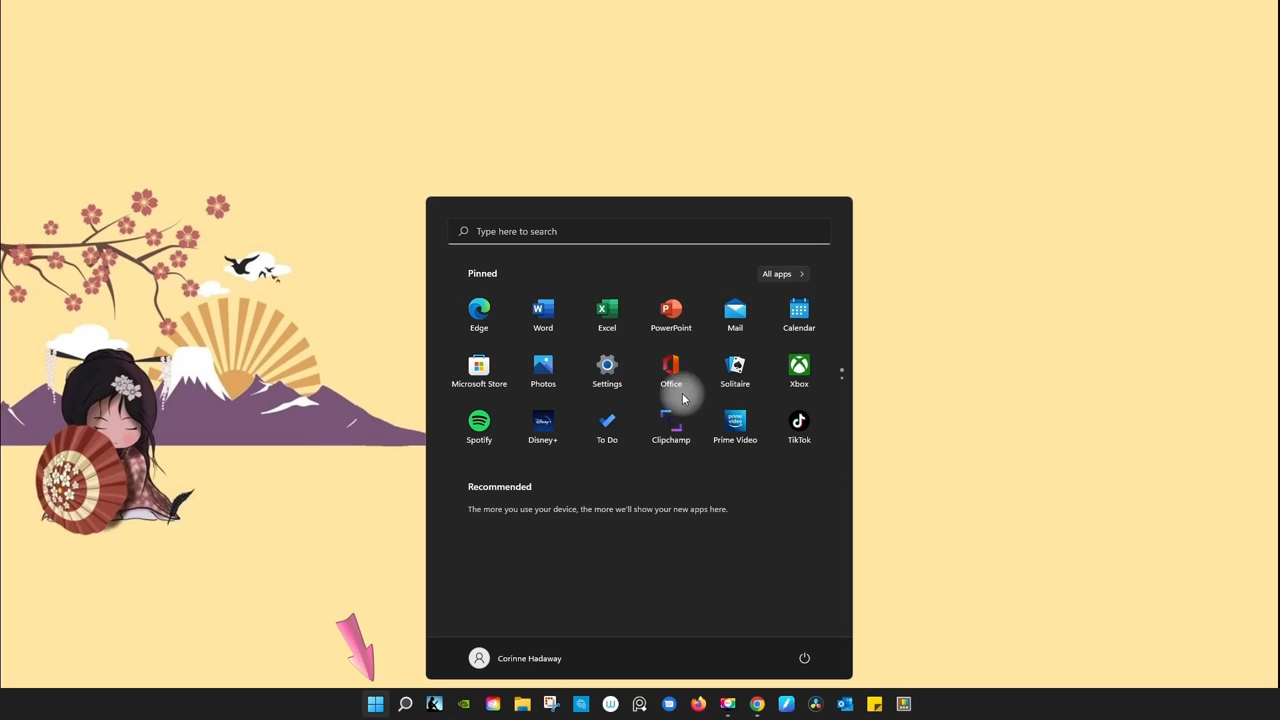 Type here to search
Pinned
All apps
Edge
Word
Excel
PowerPoint
Mail
Calendar
Microsoft Store
Photos
Settings
Office
Solitaire
Xbox
Spotify
Disney+
To Do
Clipchamp
Prime Video
TikTok
Recommended
The more you use your device, the more we'll show your new apps here.
Corinne Hadaway